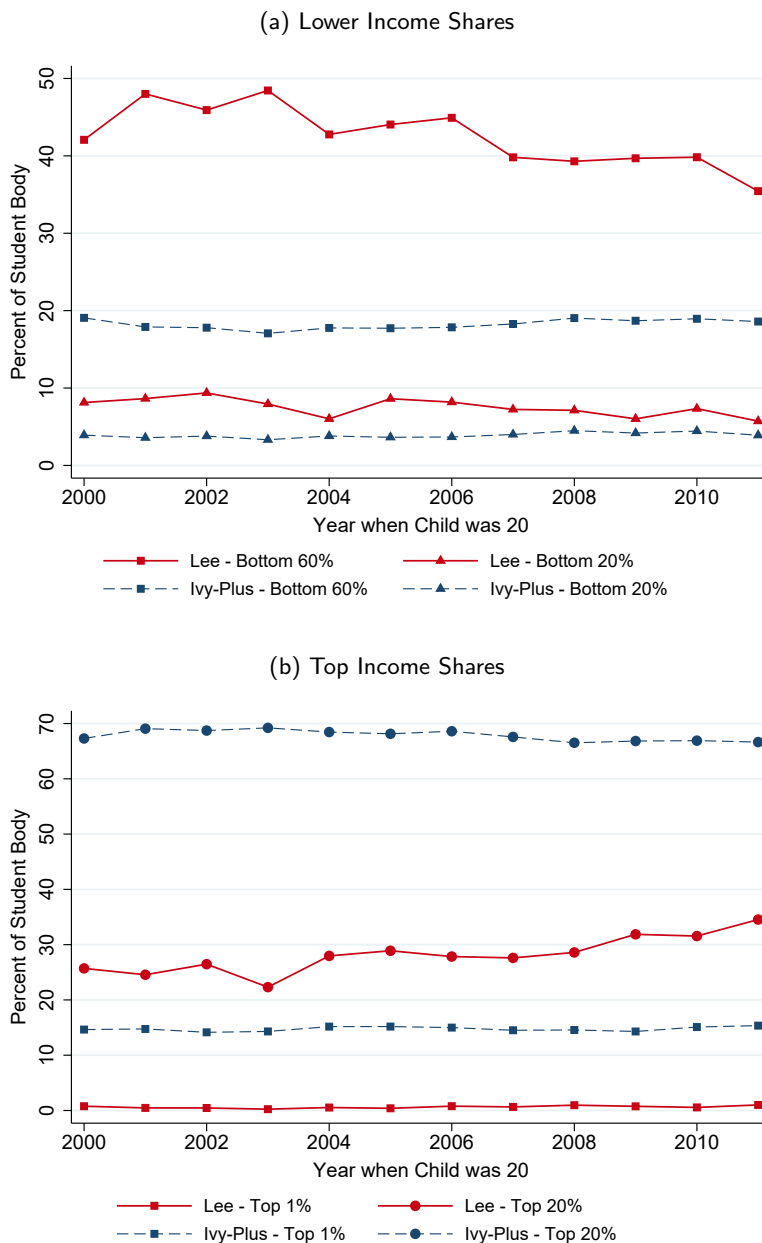 (a) Lower Income Shares
50
40
30
20
10
0
Percent of Student Body
2000 2002 2004 2006 2008 2010
Year when Child was 20
Lee - Bottom 60% Lee - Bottom 20%
Ivy-Plus - Bottom 60% Ivy-Plus - Bottom 20%
(b) Top Income Shares
70
60
50
40
30
20
10
0
Percent of Student Body
2000 2002 2004 2006 2008 2010
Year when Child was 20
Lee - Top 1% Lee - Top 20%
Ivy-Plus - Top 1% Ivy-Plus - Top 20%